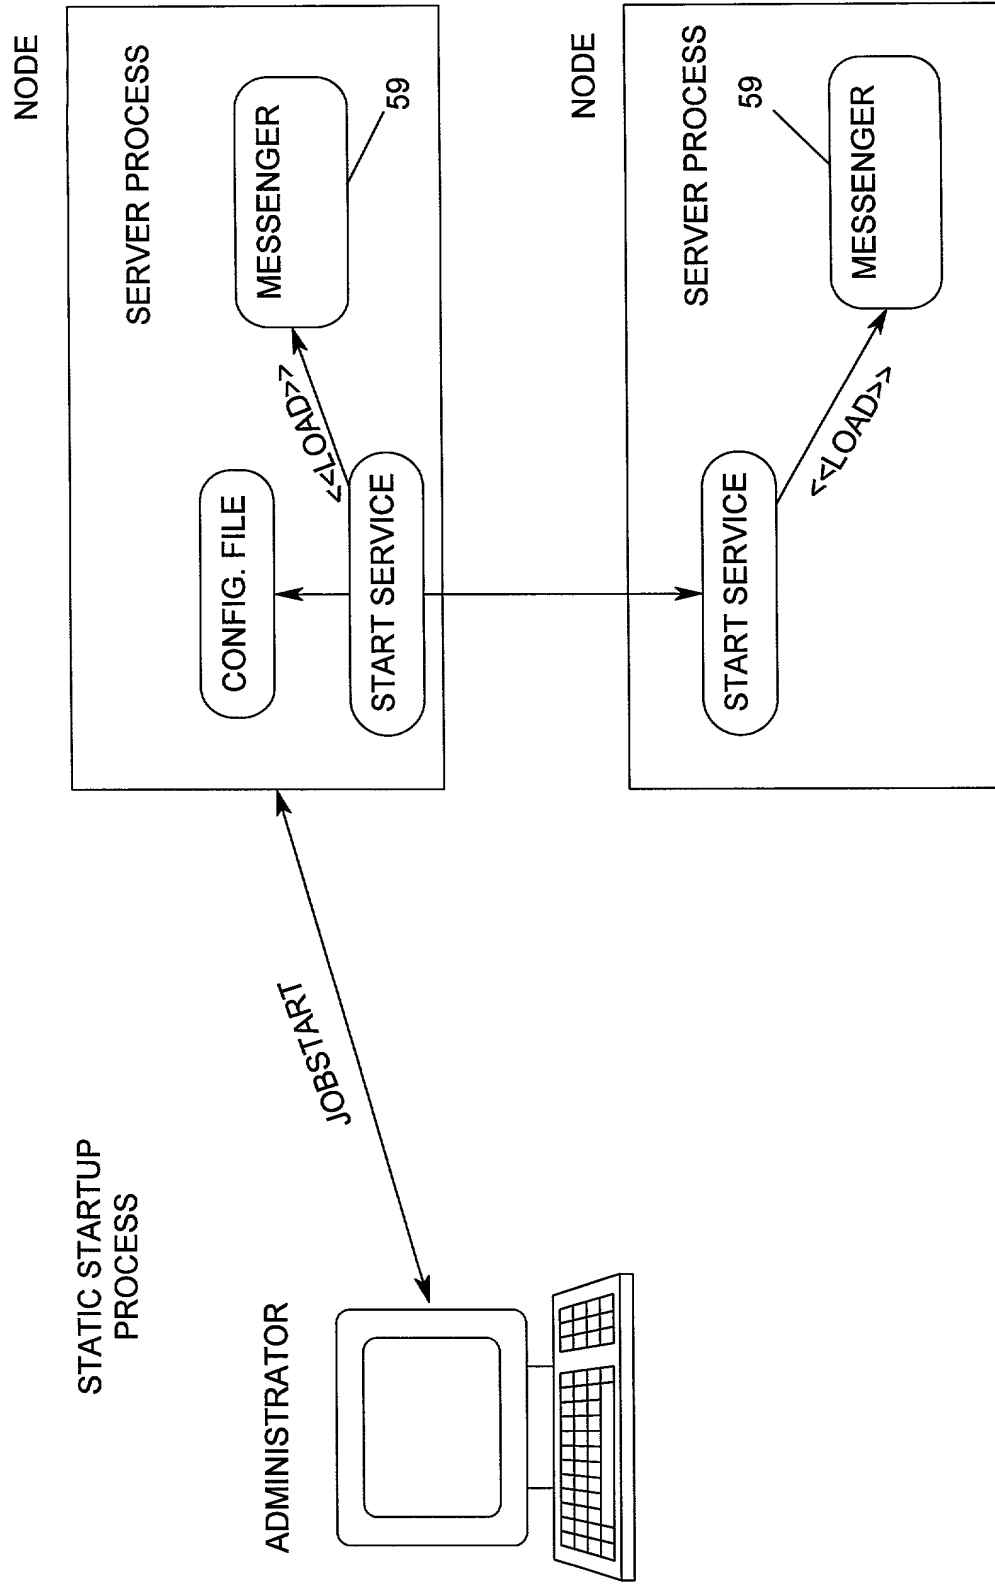 STATIC STARTUP
PROCESS
ADMINISTRATOR
JOBSTART
NODE
SERVER PROCESS
CONFIG. FILE
<<LOAD>>
MESSENGER
START SERVICE
59
NODE
SERVER PROCESS
59
START SERVICE
<<LOAD>>
MESSENGER